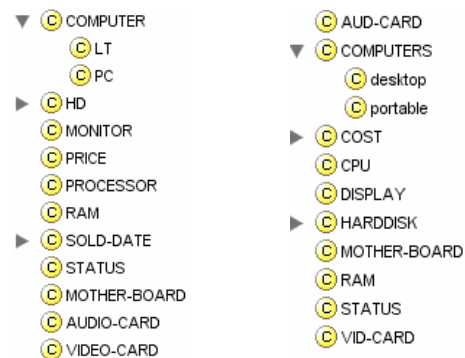 COMPUTER
LT
PC
HD
MONITOR
PRICE
PROCESSOR
RAM
SOLD-DATE
STATUS
MOTHER-BOARD
AUDIO-CARD
VIDEO-CARD
AUD-CARD
COMPUTERS
desktop
portable
COST
CPU
DISPLAY
HARDDISK
MOTHER-BOARD
RAM
STATUS
VID-CARD